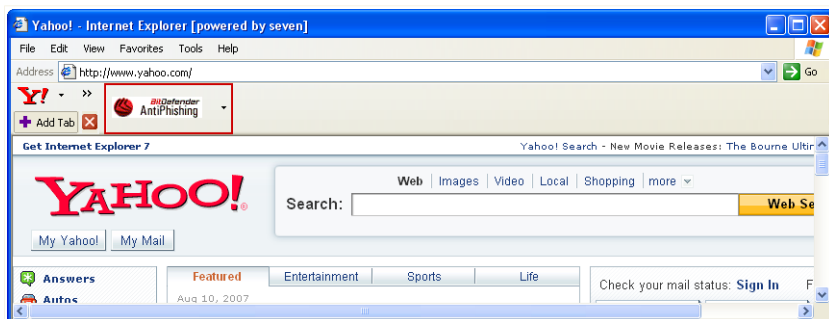 Yahoo! - Internet Explorer [powered by seven]
File Edit View Favorites Tools Help
Address http://www.yahoo.com/ Go
Y! »
BitDefender
AntiPhishing
Add Tab
Get Internet Explorer 7 Yahoo! Search - New Movie Releases: The Bourne
Web Images Video Local Shopping more
YAHOO! Search: Web
My Yahoo! My Mail
Answers Featured Entertainment Sports Life
Check your mail status: Sign In
Autos Aug 10, 2007